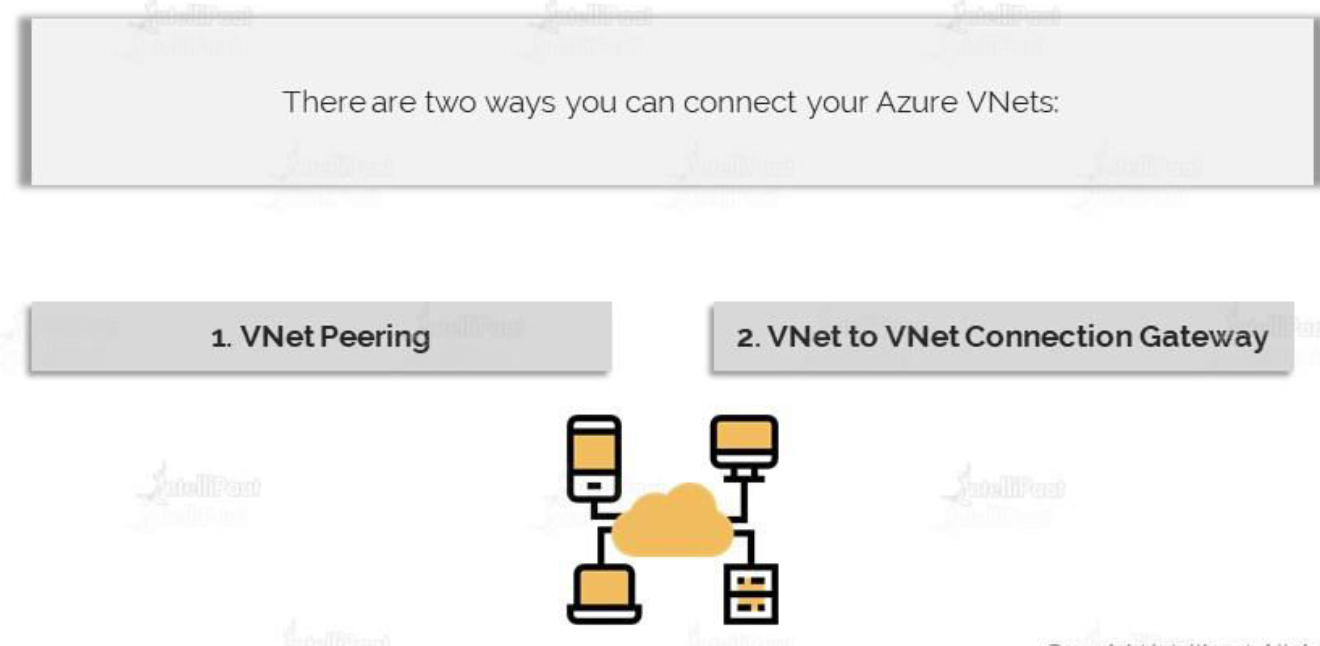 There are two ways you can connect your Azure VNets:
1. VNet Peering
2. VNet to VNet Connection Gateway
IntelliPaat